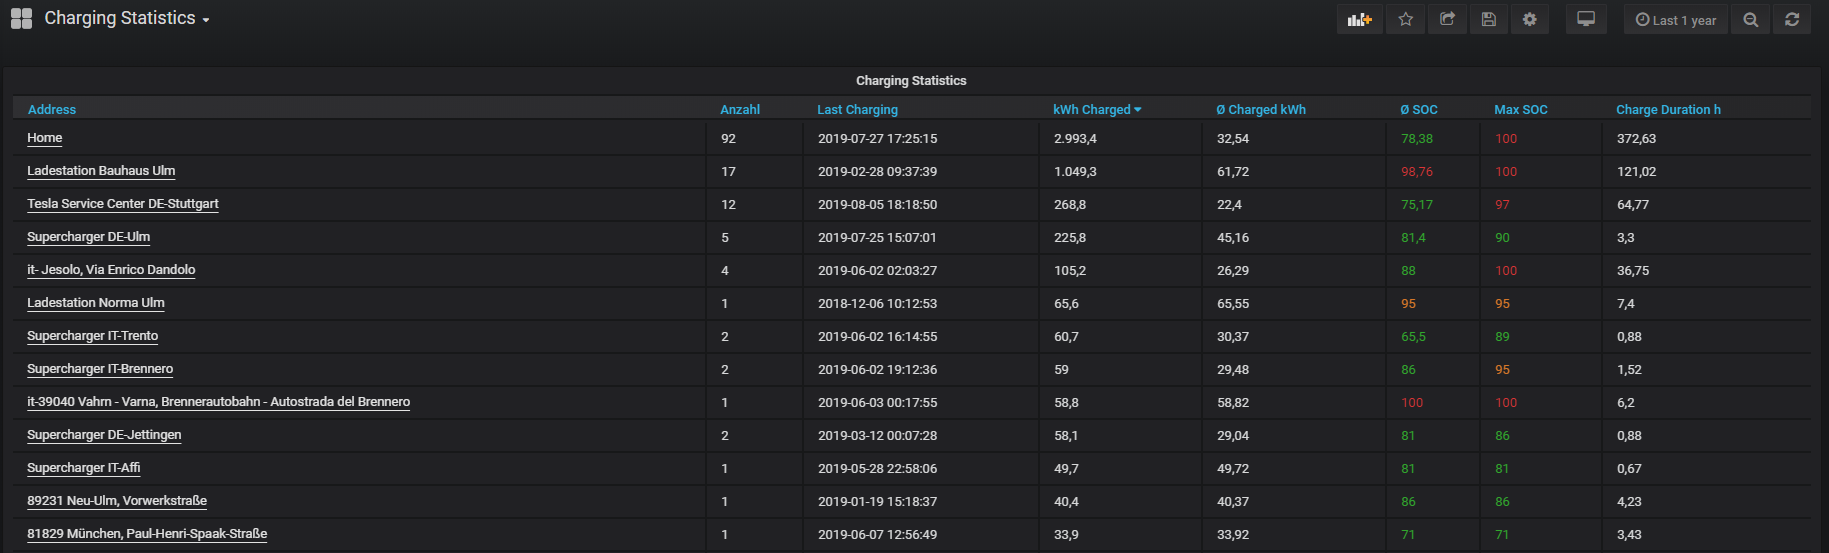 Charging Statistics
Last 1 year
Charging Statistics
Address Anzahl Last Charging kWh Charged Ø Charged kWh Ø SOC Max SOC Charge Duration h
Home 92 2019-07-27 17:25:15 2.993,4 32,54 78,38 100 372,63
Ladestation Bauhaus Ulm 17 2019-02-28 09:37:39 1.049,3 61,72 98,76 100 121,02
Tesla Service Center DE-Stuttgart 12 2019-08-05 18:18:50 268,8 22,4 75,17 97 64,77
Supercharger DE-Ulm 5 2019-07-25 15:07:01 225,8 45,16 81,4 90 3,3
it- Jesolo, Via Enrico Dandolo 4 2019-06-02 02:03:27 105,2 26,29 88 100 36,75
Ladestation Norma Ulm 1 2018-12-06 10:12:53 65,6 65,55 95 95 7,4
Supercharger IT-Trento 2 2019-06-02 16:14:55 60,7 30,37 65,5 89 0,88
Supercharger IT-Brennero 2 2019-06-02 19:12:36 59 29,48 86 95 1,52
it-39040 Vahrn - Varna, Brennerautobahn - Autostrada del Brennero 1 2019-06-03 00:17:55 58,8 58,82 100 100 6,2
Supercharger DE-Jettingen 2 2019-03-12 00:07:28 58,1 29,04 81 86 0,88
Supercharger IT-Affi 1 2019-05-28 22:58:06 49,7 49,72 81 81 0,67
89231 Neu-Ulm, Vorwerkstraße 1 2019-01-19 15:18:37 40,4 40,37 86 86 4,23
81829 München, Paul-Henri-Spaak-Straße 1 2019-06-07 12:56:49 33,9 33,92 71 71 3,43